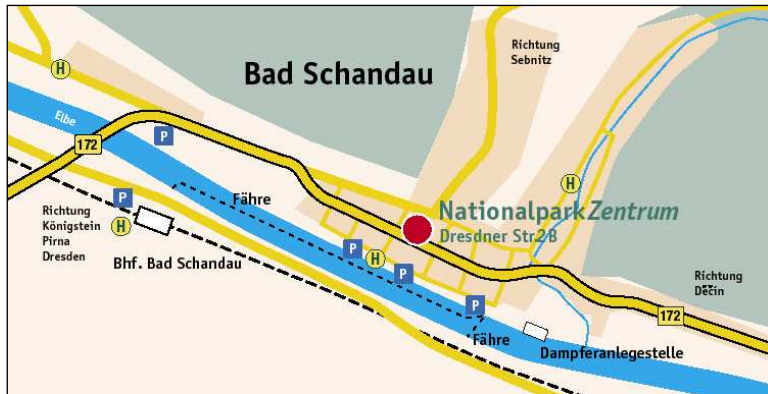 Bad Schandau
Richtung
Sebnitz
H
Elbe
P
172
Fähre
H
P
NationalparkZentrum
Dresdner Str.2B
Richtung
Königstein
Pirna
Dresden
H
Bhf. Bad Schandau
P
H
P
Richtung
Děčín
P
172
Fähre
Dampferanlegestelle